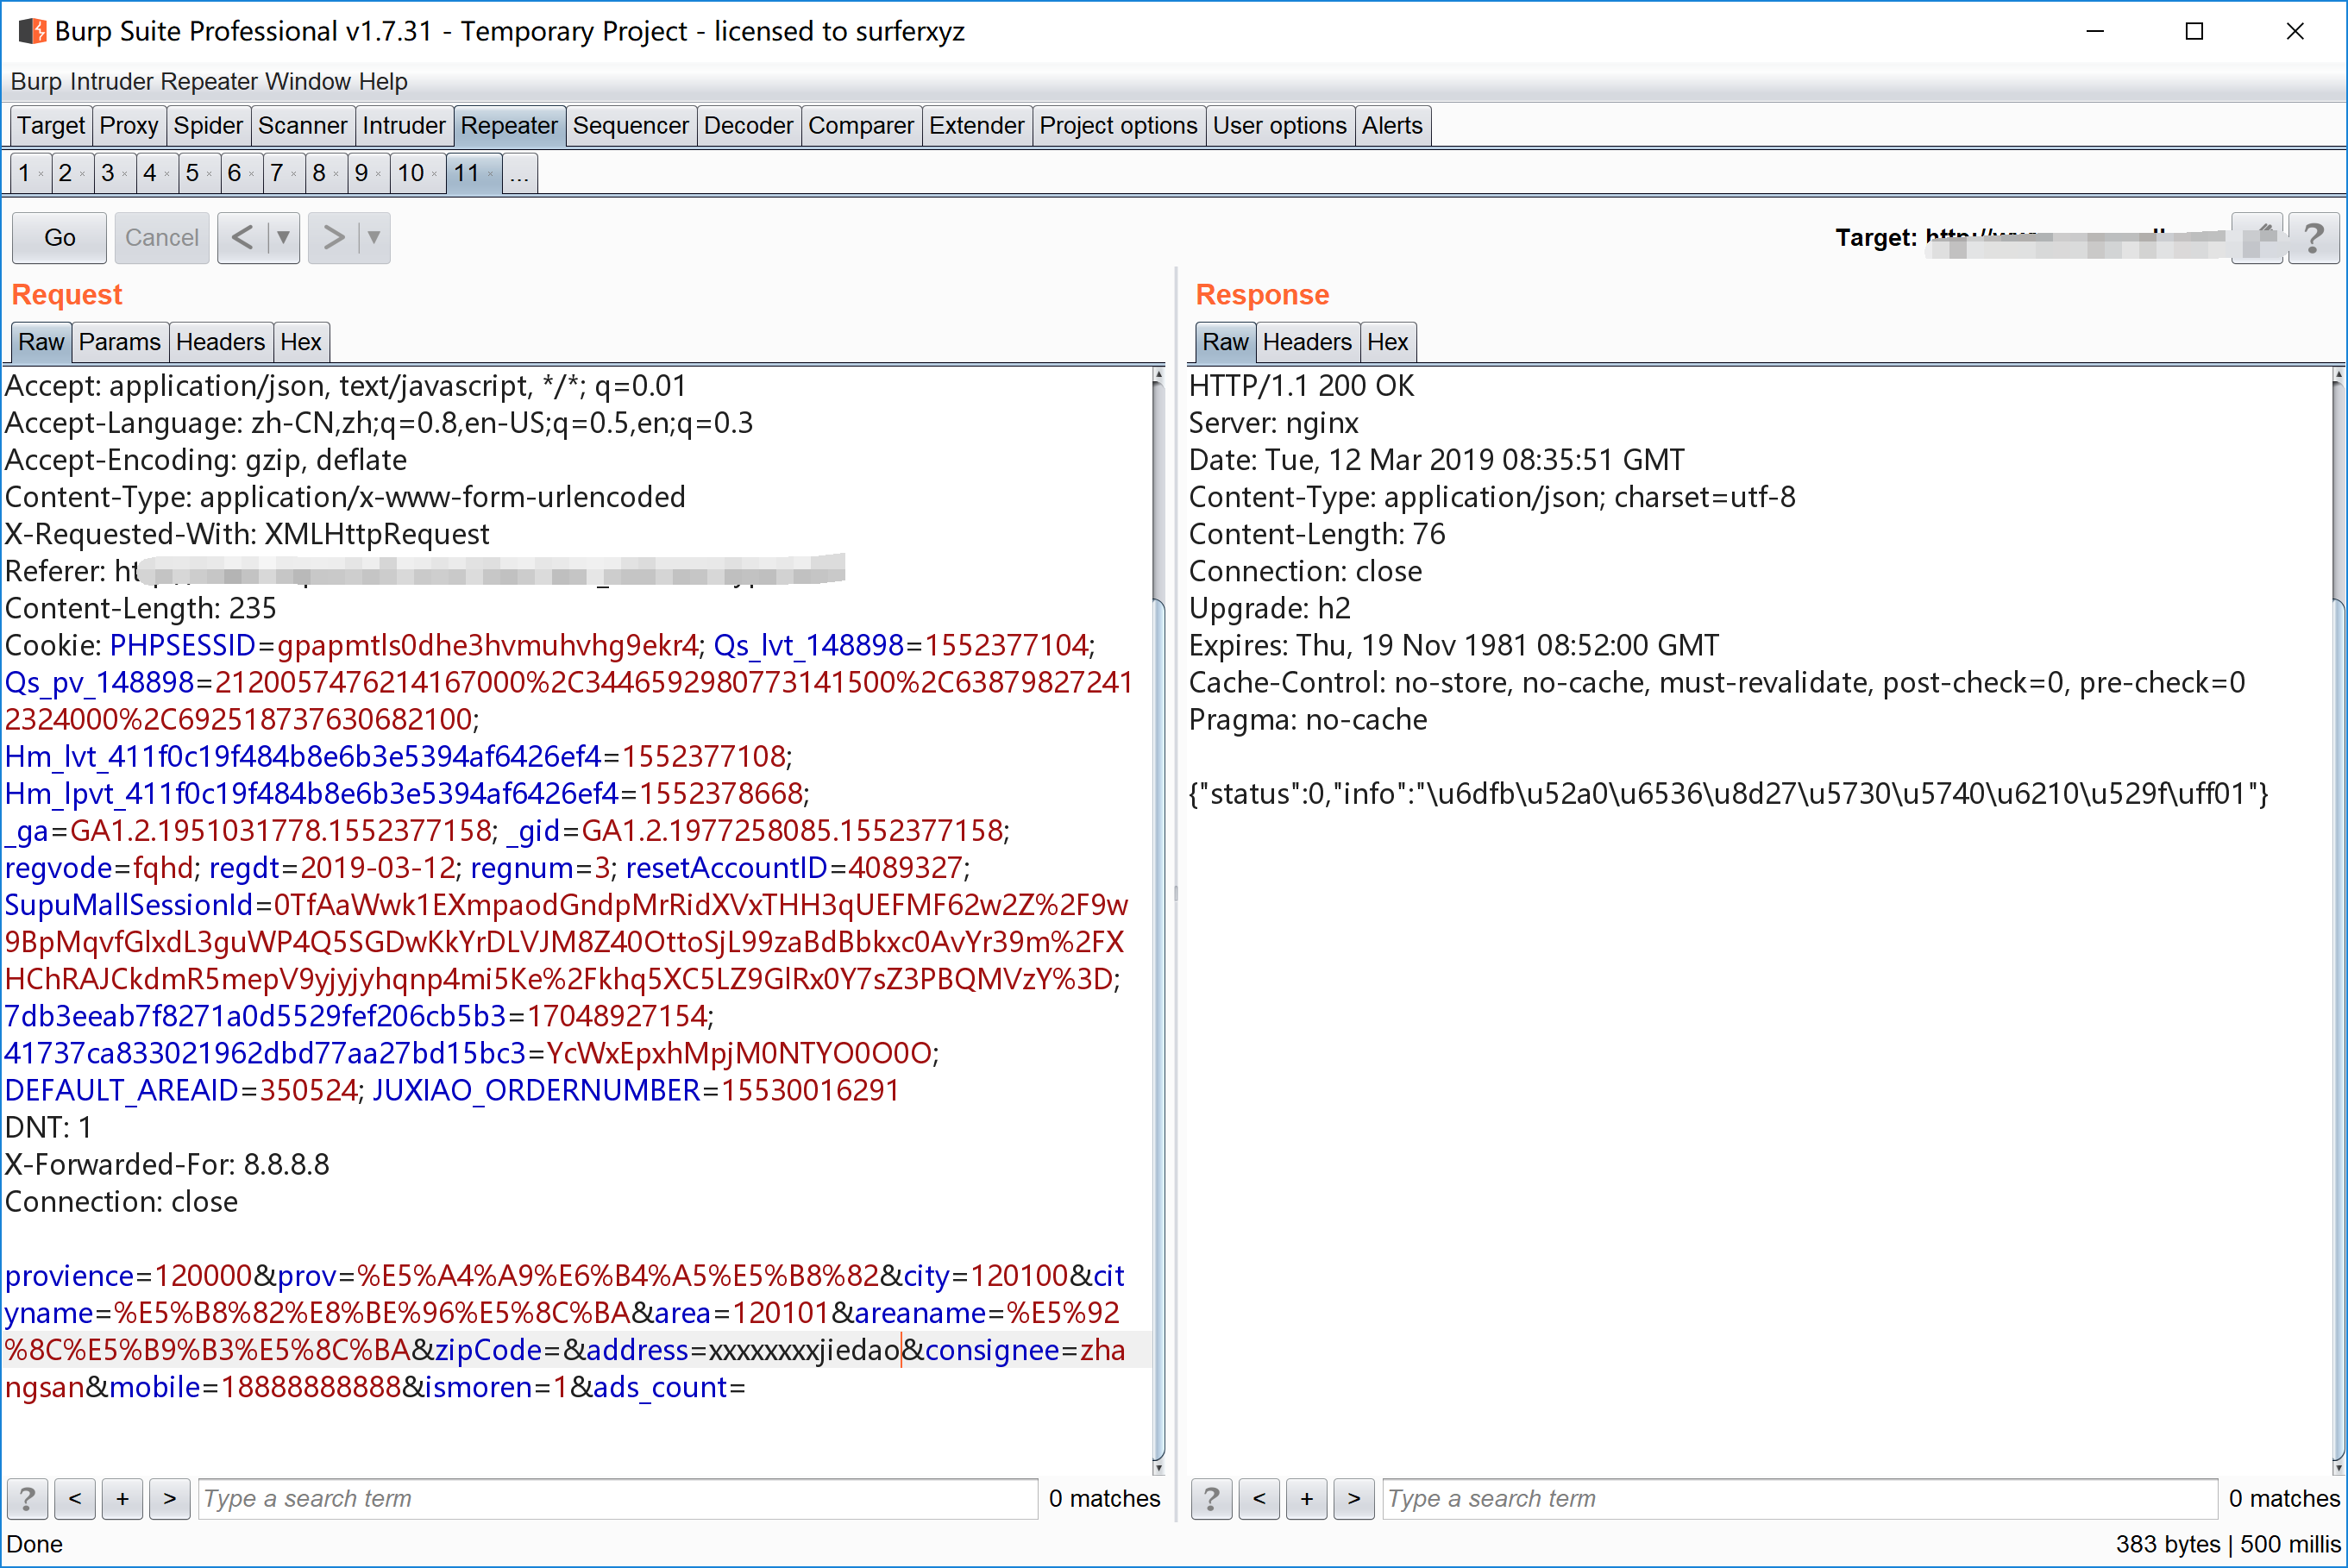 Burp Suite Professional v1.7.31 - Temporary Project - licensed to surferxyz
Burp Intruder Repeater Window Help
Target Proxy Spider Scanner Intruder Repeater Sequencer Decoder Comparer Extender Project options User options Alerts
1 × 2 × 3 × 4 × 5 × 6 × 7 × 8 × 9 × 10 × 11 × ...
Go Cancel < ▼ > ▼ Target: ?
Request
Raw Params Headers Hex
Accept: application/json, text/javascript, */*; q=0.01
Accept-Language: zh-CN,zh;q=0.8,en-US;q=0.5,en;q=0.3
Accept-Encoding: gzip, deflate
Content-Type: application/x-www-form-urlencoded
X-Requested-With: XMLHttpRequest
Referer:
Content-Length: 235
Cookie: PHPSESSID=gpapmtls0dhe3hvmuhvhg9ekr4; Qs_lvt_148898=1552377104;
Qs_pv_148898=2120057476214167000%2C3446592980773141500%2C63879827241
2324000%2C692518737630682100;
Hm_lvt_411f0c19f484b8e6b3e5394af6426ef4=1552377108;
Hm_lpvt_411f0c19f484b8e6b3e5394af6426ef4=1552378668;
_ga=GA1.2.1951031778.1552377158; _gid=GA1.2.1977258085.1552377158;
regvode=fqhd; regdt=2019-03-12; regnum=3; resetAccountID=4089327;
SupuMallSessionId=0TfAaWwk1EXmpaodGndpMrRidXVxTHH3qUEFMF62w2Z%2F9w
9BpMqvfGlxdL3guWP4Q5SGDwKkYrDLVJM8Z40OttoSjL99zaBdBbkxc0AvYr39m%2FX
HChRAJCkdmR5mepV9yjyjyhqnp4mi5Ke%2Fkhq5XC5LZ9GlRx0Y7sZ3PBQMVzY%3D;
7db3eeab7f8271a0d5529fef206cb5b3=17048927154;
41737ca833021962dbd77aa27bd15bc3=YcWxEpxhMpjM0NTYO0O0O;
DEFAULT_AREAID=350524; JUXIAO_ORDERNUMBER=15530016291
DNT: 1
X-Forwarded-For: 8.8.8.8
Connection: close
provience=120000&prov=%E5%A4%A9%E6%B4%A5%E5%B8%82&city=120100&cit
yname=%E5%B8%82%E8%BE%96%E5%8C%BA&area=120101&areaname=%E5%92
%8C%E5%B9%B3%E5%8C%BA&zipCode=&address=xxxxxxxxjiedao&consignee=zha
ngsan&mobile=18888888888&ismoren=1&ads_count=
? < + > Type a search term 0 matches
Response
Raw Headers Hex
HTTP/1.1 200 OK
Server: nginx
Date: Tue, 12 Mar 2019 08:35:51 GMT
Content-Type: application/json; charset=utf-8
Content-Length: 76
Connection: close
Upgrade: h2
Expires: Thu, 19 Nov 1981 08:52:00 GMT
Cache-Control: no-store, no-cache, must-revalidate, post-check=0, pre-check=0
Pragma: no-cache
{"status":0,"info":"\u6dfb\u52a0\u6536\u8d27\u5730\u5740\u6210\u529f\uff01"}
? < + > Type a search term 0 matches
Done 383 bytes | 500 millis